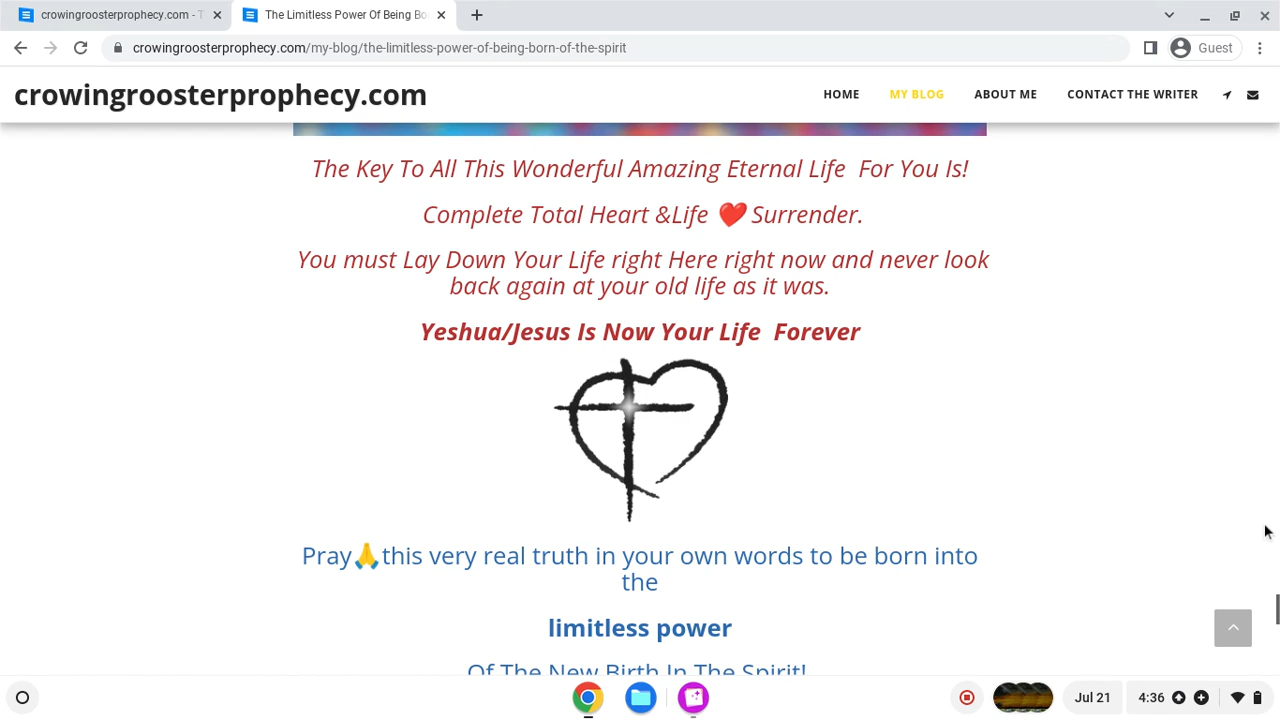 crowingroosterprophecy.com - T
The Limitless Power Of Being Bo
crowingroosterprophecy.com/my-blog/the-limitless-power-of-being-born-of-the-spirit
Guest
crowingroosterprophecy.com
HOME MY BLOG ABOUT ME CONTACT THE WRITER
The Key To All This Wonderful Amazing Eternal Life For You Is!
Complete Total Heart &Life ❤️ Surrender.
You must Lay Down Your Life right Here right now and never look
back again at your old life as it was.
Yeshua/Jesus Is Now Your Life Forever
Pray🙏this very real truth in your own words to be born into
the
limitless power
Of The New Birth In The Spirit!
Jul 21 4:36